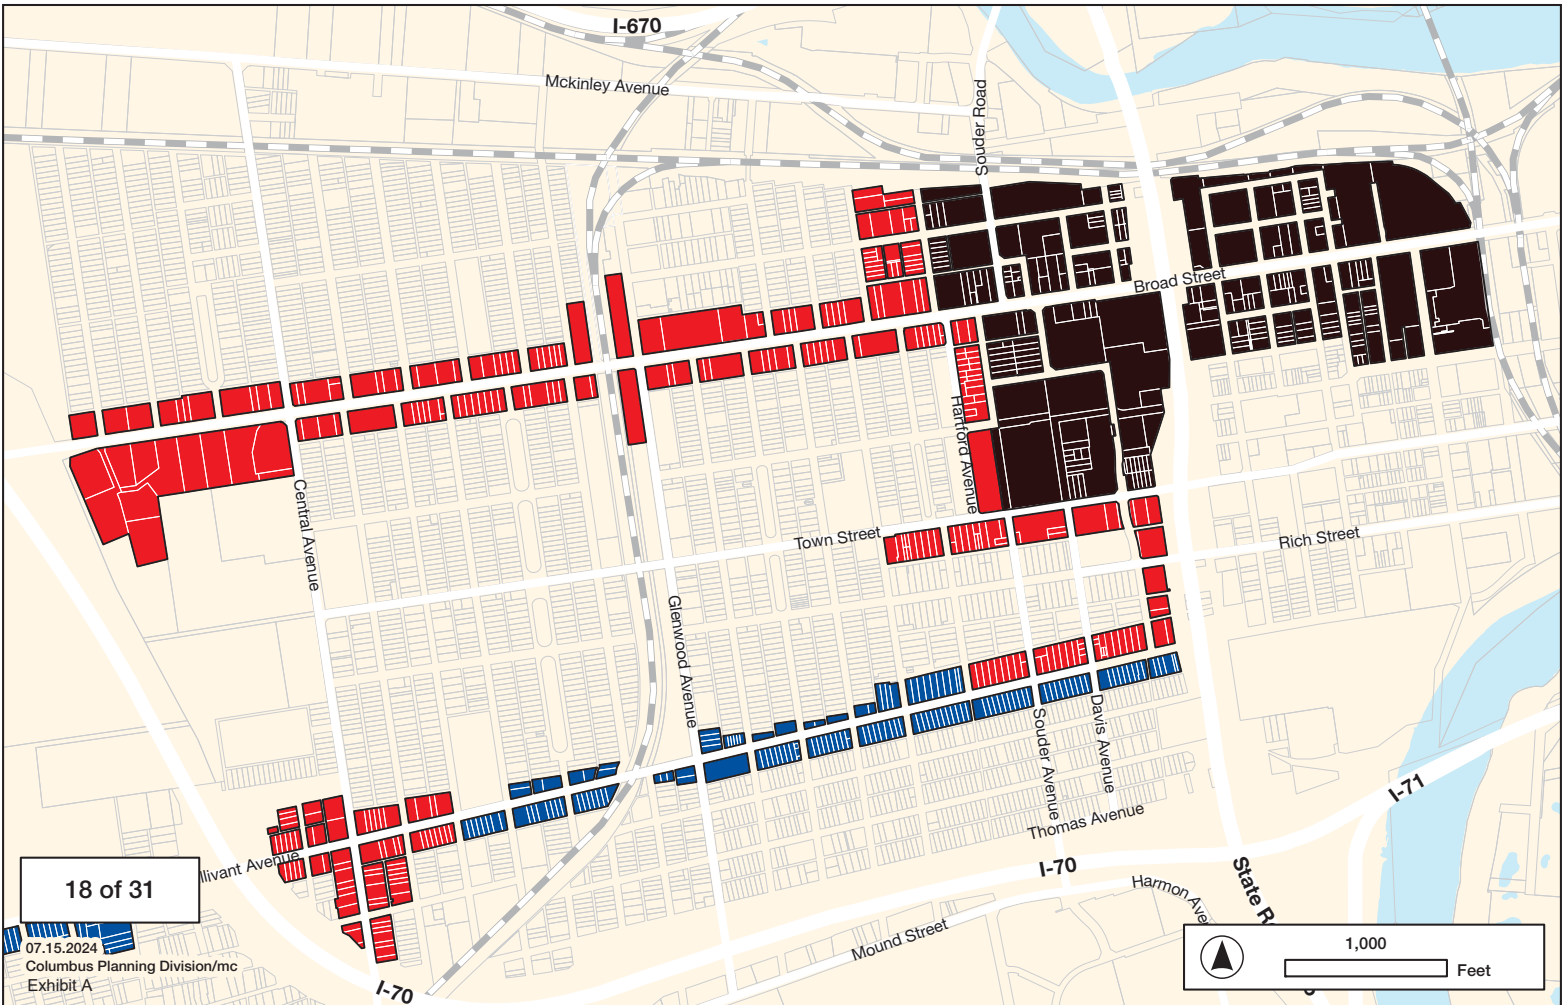 I-670
Mckinley Avenue
Souder Road
Broad Street
Hartford Avenue
Central Avenue
Town Street
Rich Street
Glenwood Avenue
Souder Avenue
Davis Avenue
Thomas Avenue
I-71
llivant Avenue
I-70
State R
Harmon Ave
Mound Street
I-70
18 of 31
07.15.2024
Columbus Planning Division/mc
Exhibit A
1,000
Feet